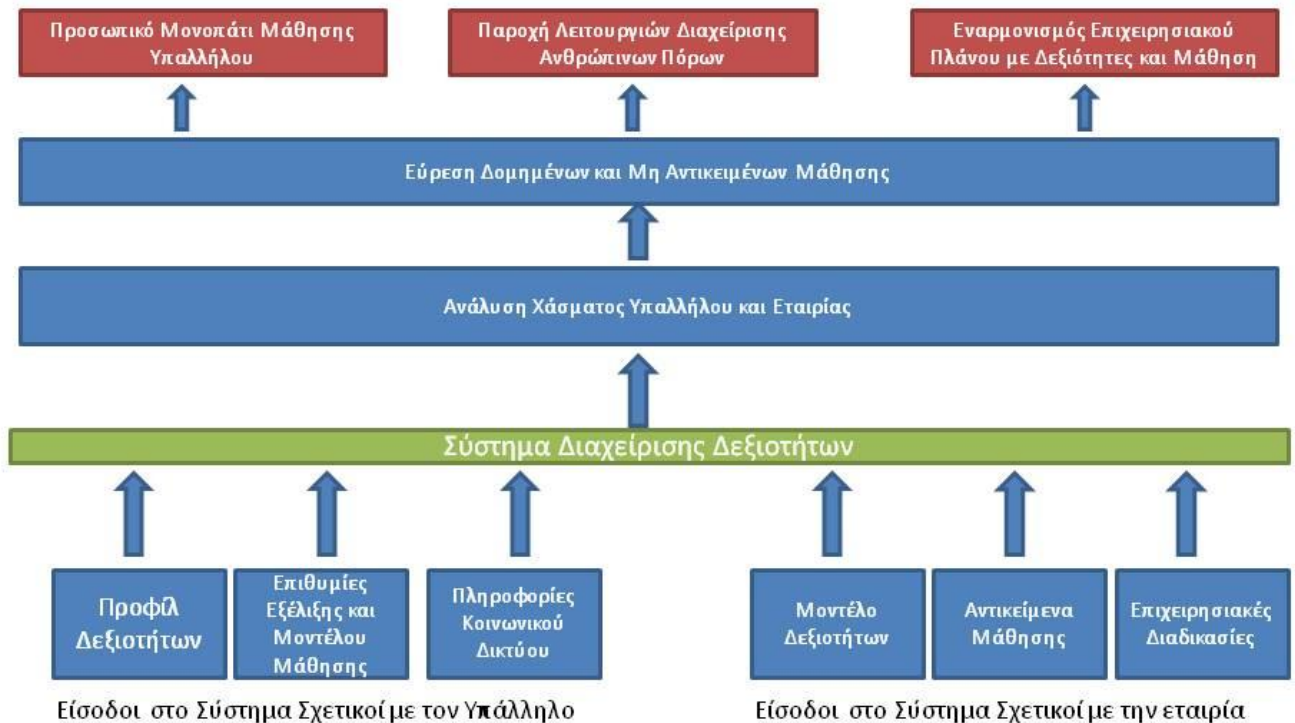 Προσωπικό Μονοπάτι Μάθησης
Υπαλλήλου
Παροχή Λειτουργιών Διαχείρισης
Ανθρώπινων Πόρων
Εναρμονισμός Επιχειρησιακού
Πλάνου με Δεξιότητες και Μάθηση
Εύρεση Δομημένων και Μη Αντικειμένων Μάθησης
Ανάλυση Χάσματος Υπαλλήλου και Εταιρίας
Σύστημα Διαχείρισης Δεξιοτήτων
Προφίλ
Δεξιοτήτων
Επιθυμίες
Εξέλιξης και
Μοντέλου
Μάθησης
Πληροφορίες
Κοινωνικού
Δικτύου
Μοντέλο
Δεξιοτήτων
Αντικείμενα
Μάθησης
Επιχειρησιακές
Διαδικασίες
Είσοδοι στο Σύστημα Σχετικοί με τον Υπάλληλο
Είσοδοι στο Σύστημα Σχετικοί με την εταιρία